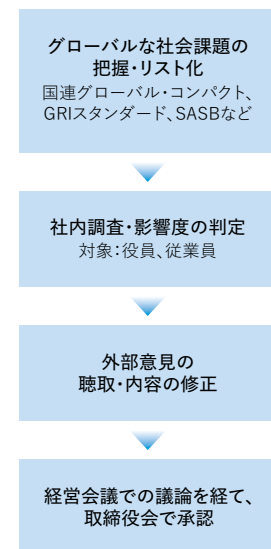 グローバルな社会課題の
把握・リスト化
国連グローバル・コンパクト、
GRIスタンダード、SASBなど
社内調査・影響度の判定
対象：役員、従業員
外部意見の
聴取・内容の修正
経営会議での議論を経て、
取締役会で承認